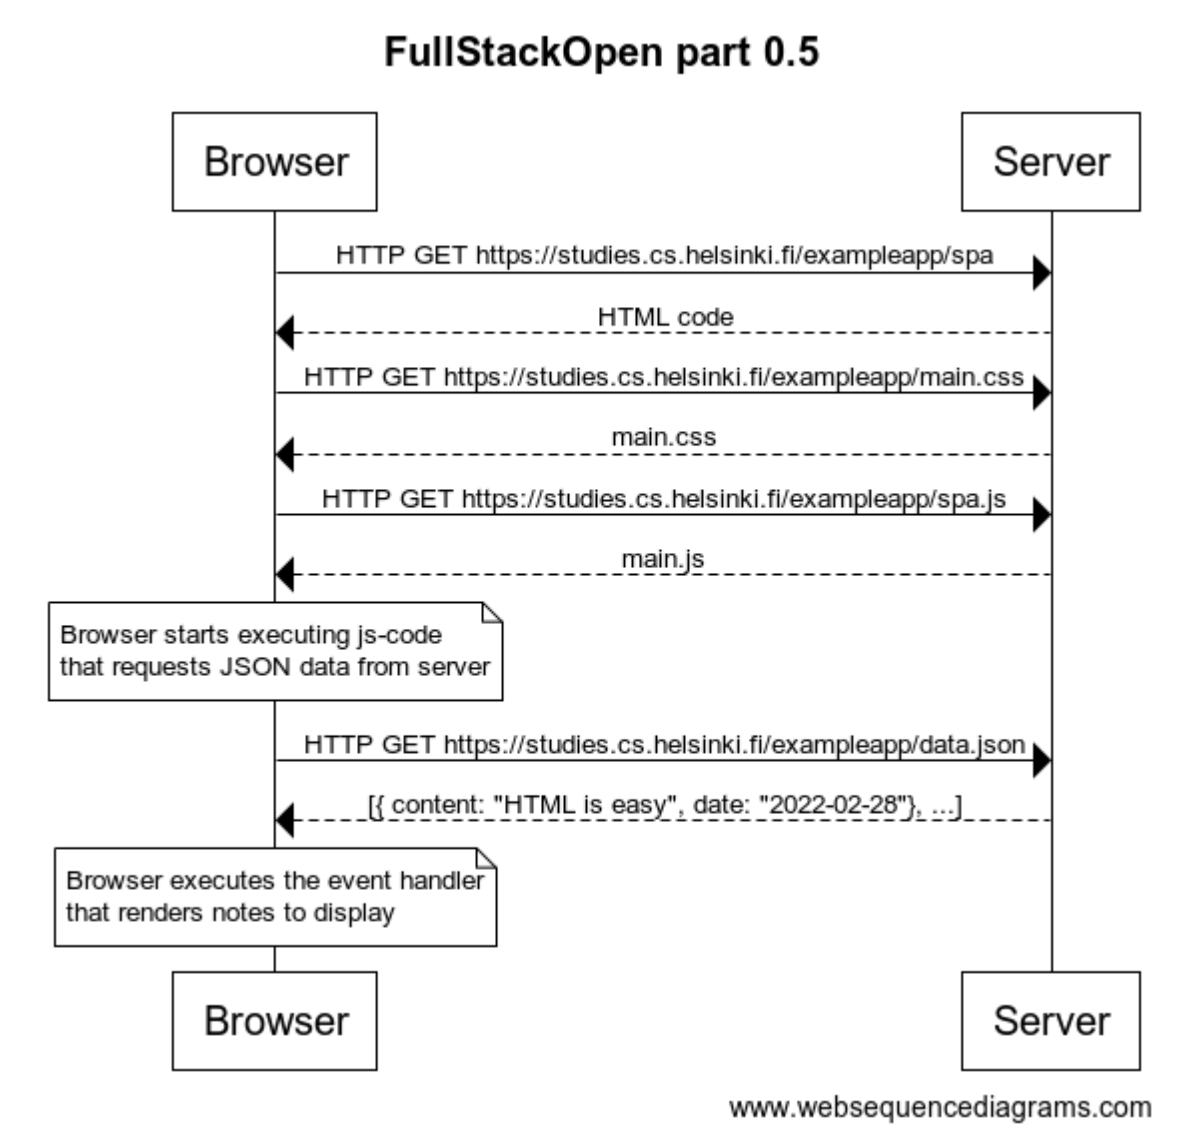 FullStackOpen part 0.5
Browser
Server
HTTP GET https://studies.cs.helsinki.fi/exampleapp/spa
HTML code
HTTP GET https://studies.cs.helsinki.fi/exampleapp/main.css
main.css
HTTP GET https://studies.cs.helsinki.fi/exampleapp/spa.js
main.js
Browser starts executing js-code
that requests JSON data from server
HTTP GET https://studies.cs.helsinki.fi/exampleapp/data.json
[{ content: "HTML is easy", date: "2022-02-28"}, ...]
Browser executes the event handler
that renders notes to display
Browser
Server
www.websequencediagrams.com